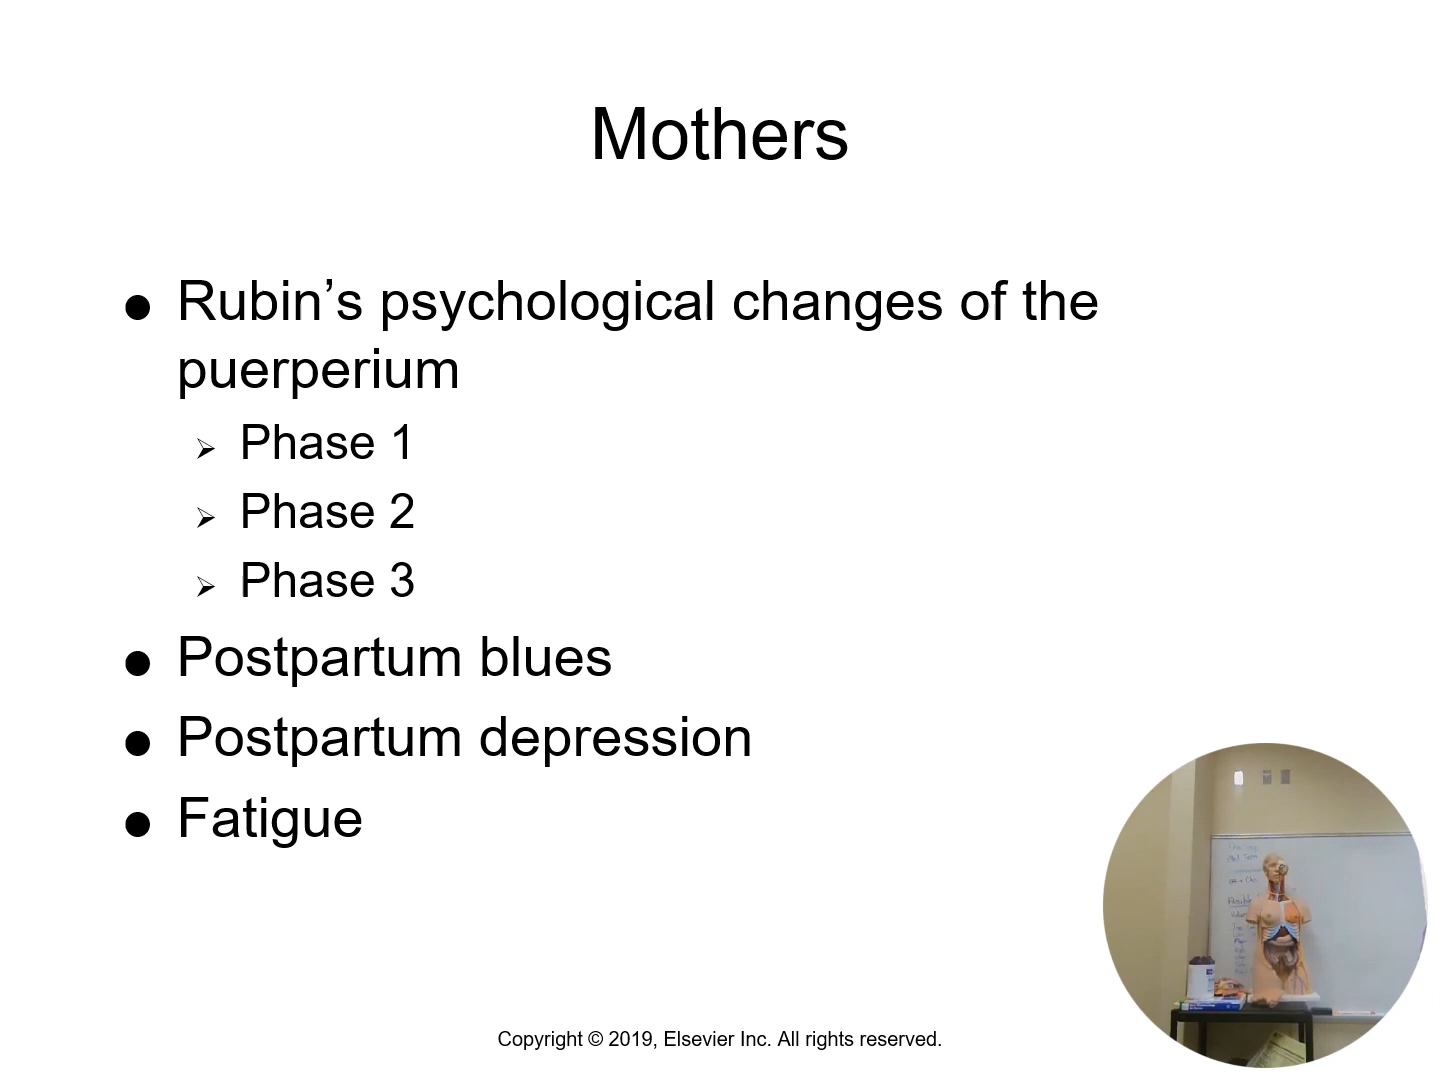 Mothers
● Rubin’s psychological changes of the
puerperium
➢ Phase 1
➢ Phase 2
➢ Phase 3
● Postpartum blues
● Postpartum depression
● Fatigue
Copyright © 2019, Elsevier Inc. All rights reserved.